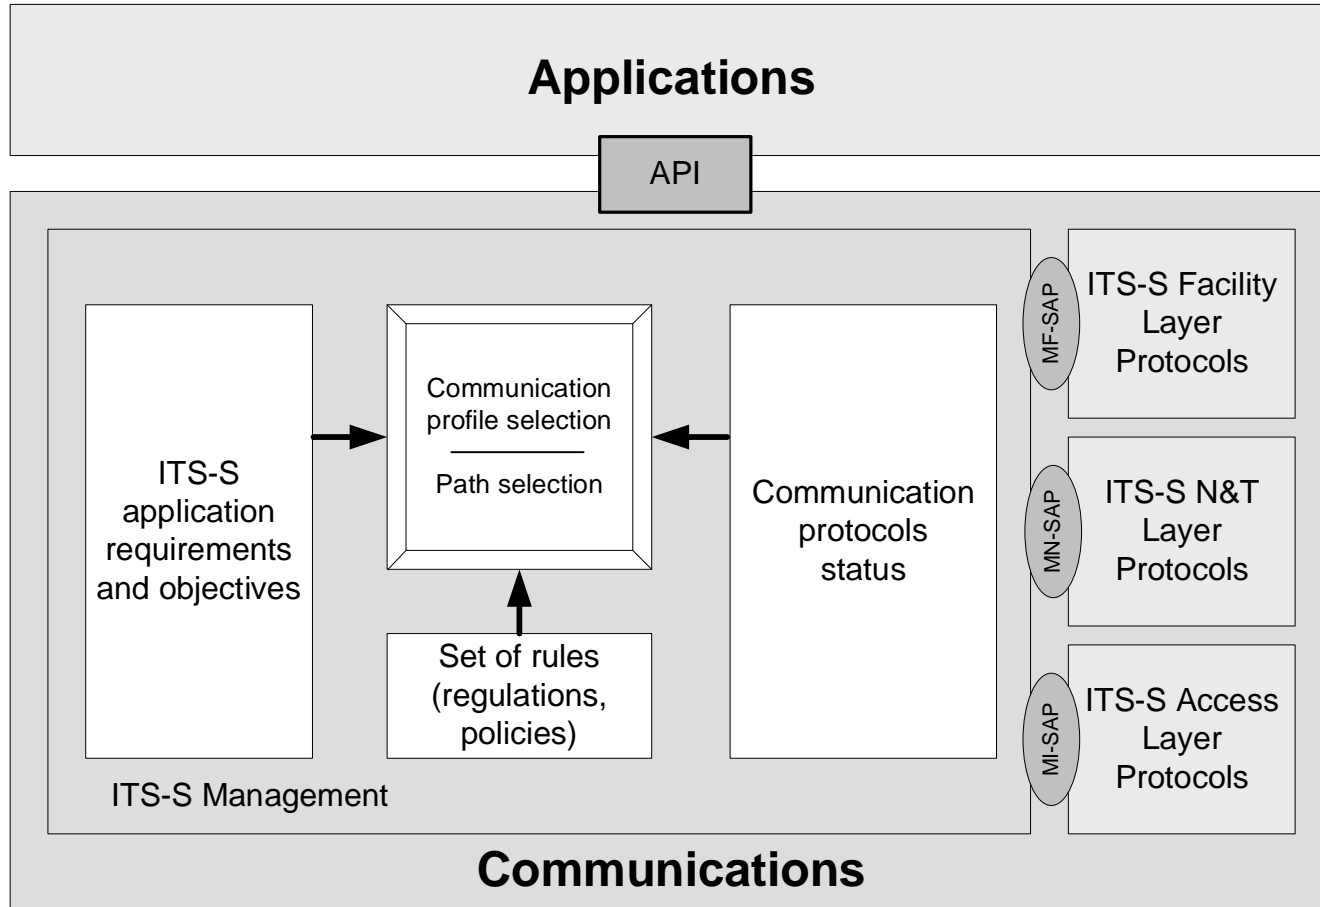 Applications
API
ITS-S
application
requirements
and objectives
Communication
profile selection
Path selection
Set of rules
(regulations,
policies)
Communication
protocols
status
ITS-S Management
MF-SAP
ITS-S Facility
Layer
Protocols
MN-SAP
ITS-S N&T
Layer
Protocols
MI-SAP
ITS-S Access
Layer
Protocols
Communications